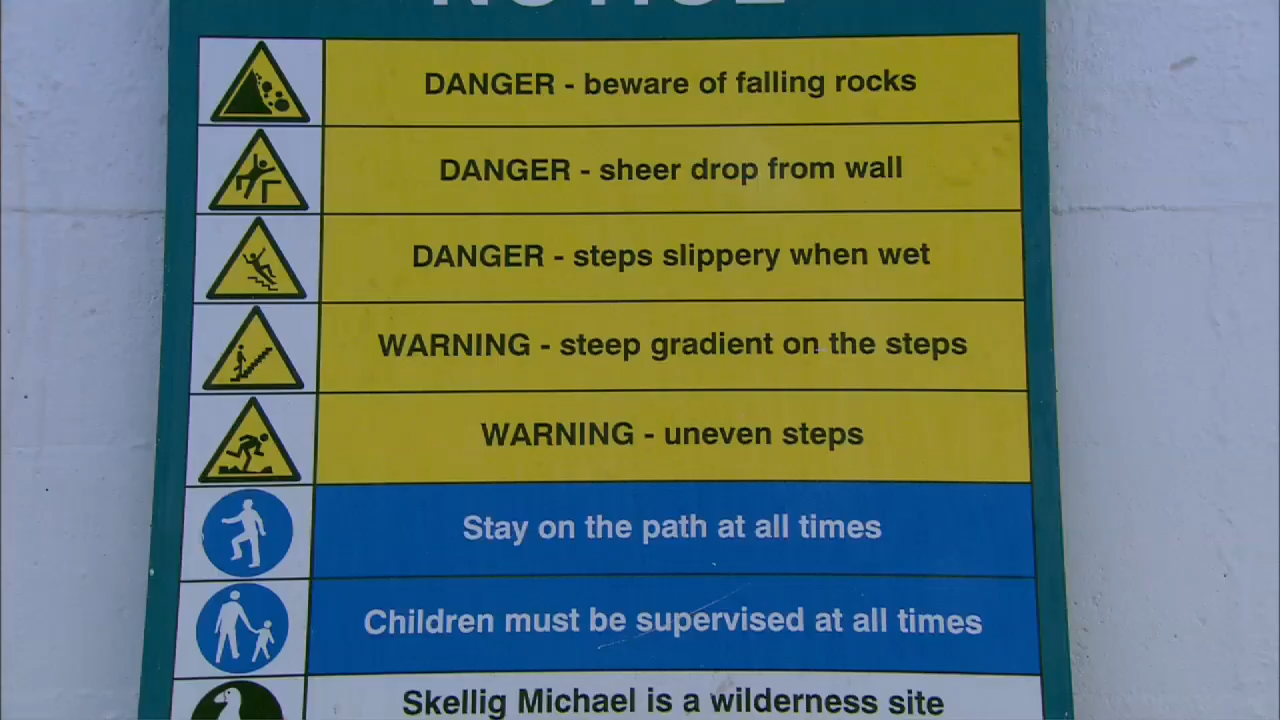 NOTICE
DANGER - beware of falling rocks
DANGER - sheer drop from wall
DANGER - steps slippery when wet
WARNING - steep gradient on the steps
WARNING - uneven steps
Stay on the path at all times
Children must be supervised at all times
Skellig Michael is a wilderness site